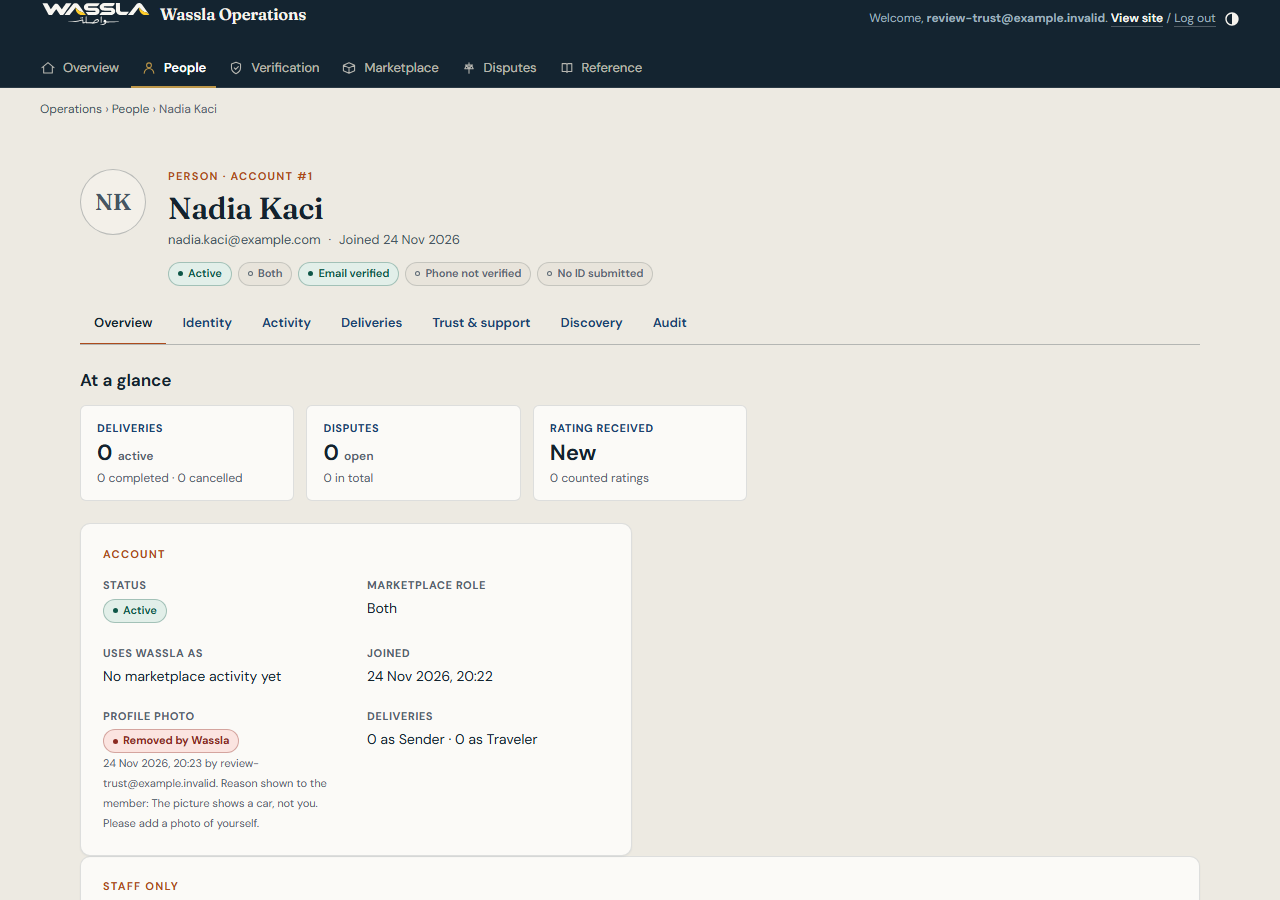 WASSLA
واصلة
Wassla Operations
Welcome, review-trust@example.invalid. View site / Log out
Overview
People
Verification
Marketplace
Disputes
Reference
Operations › People › Nadia Kaci
NK
PERSON · ACCOUNT #1
Nadia Kaci
nadia.kaci@example.com · Joined 24 Nov 2026
Active
Both
Email verified
Phone not verified
No ID submitted
Overview
Identity
Activity
Deliveries
Trust & support
Discovery
Audit
At a glance
DELIVERIES
0 active
0 completed · 0 cancelled
DISPUTES
0 open
0 in total
RATING RECEIVED
New
0 counted ratings
ACCOUNT
STATUS
Active
MARKETPLACE ROLE
Both
USES WASSLA AS
No marketplace activity yet
JOINED
24 Nov 2026, 20:22
PROFILE PHOTO
Removed by Wassla
24 Nov 2026, 20:23 by review-
trust@example.invalid. Reason shown to the
member: The picture shows a car, not you.
Please add a photo of yourself.
DELIVERIES
0 as Sender · 0 as Traveler
STAFF ONLY